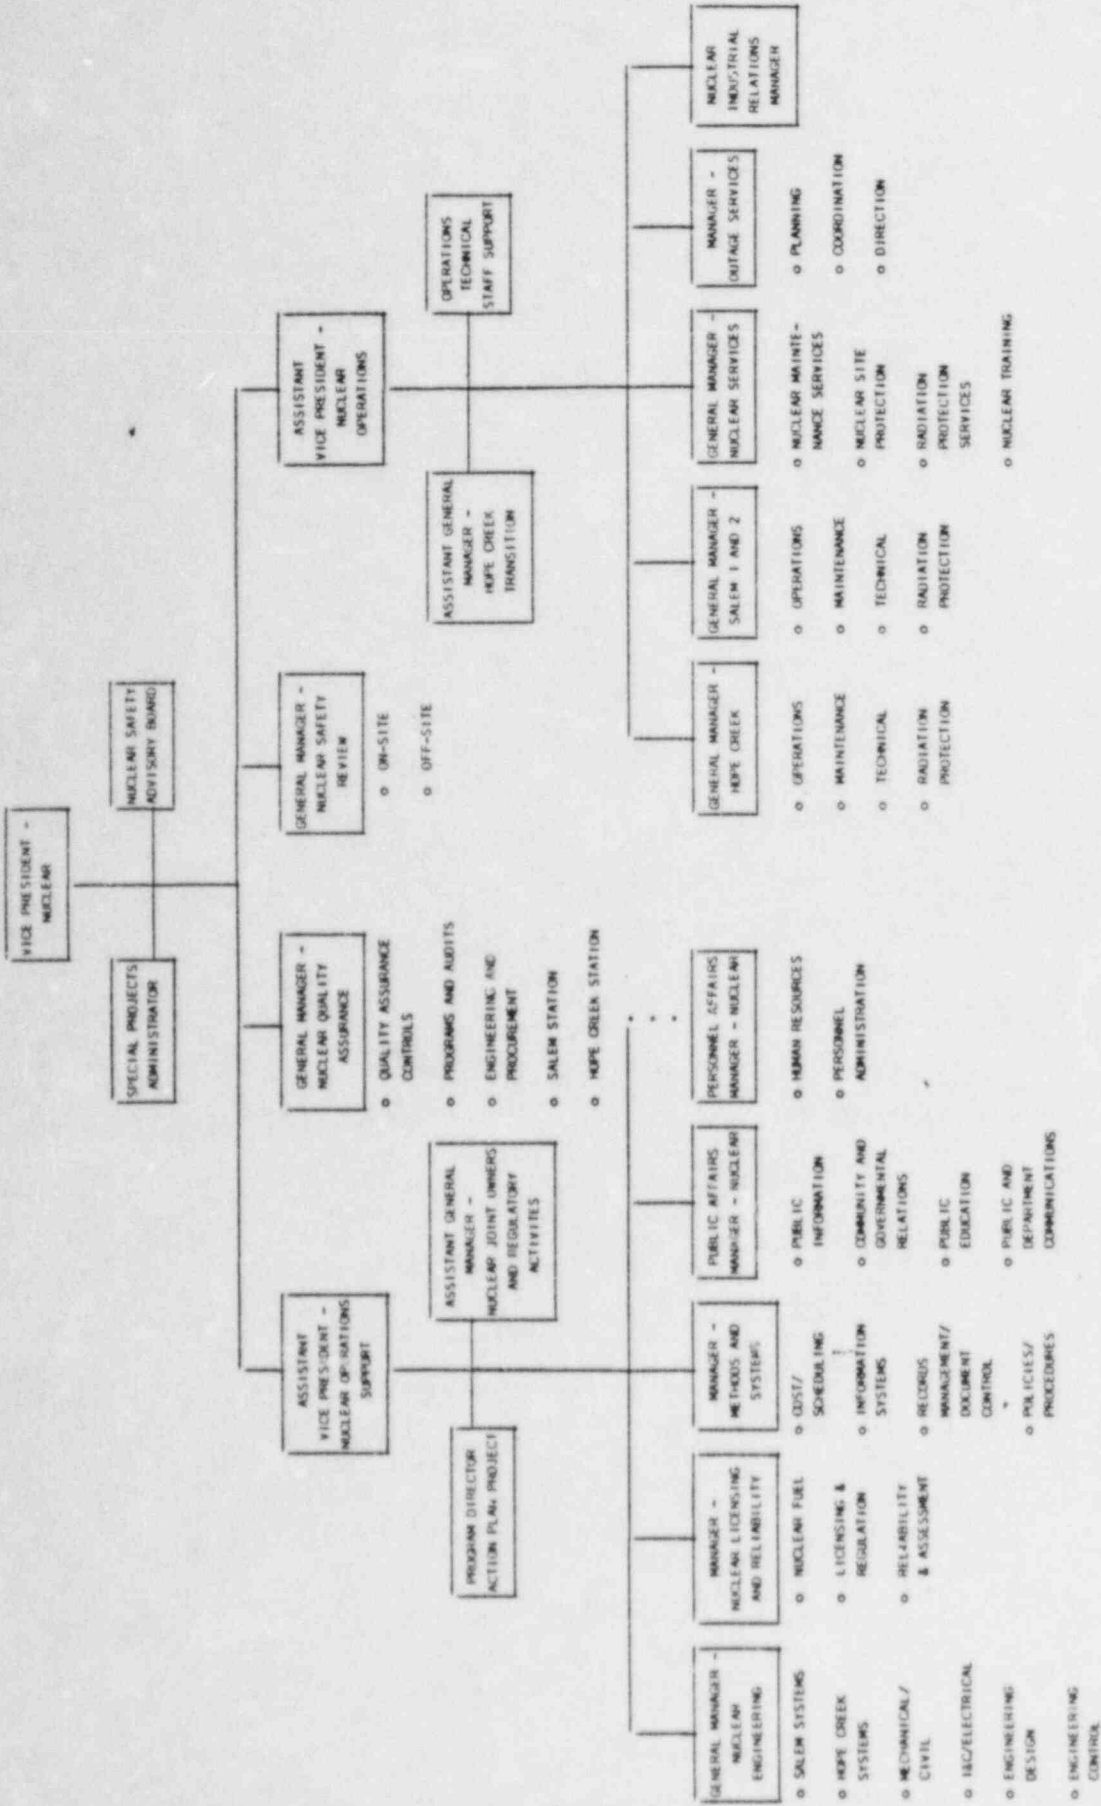 VICE PRESIDENT -
NUCLEAR
SPECIAL PROJECTS
ADMINISTRATOR
NUCLEAR SAFETY
ADVISORY BOARD
ASSISTANT
VICE PRESIDENT -
NUCLEAR OPERATIONS
SUPPORT
GENERAL MANAGER -
NUCLEAR QUALITY
ASSURANCE
o QUALITY ASSURANCE
CONTROLS
o PROGRAMS AND AUDITS
o ENGINEERING AND
PROCUREMENT
o SALEM STATION
o HOPE CREEK STATION
GENERAL MANAGER -
NUCLEAR SAFETY
REVIEW
o ON-SITE
o OFF-SITE
ASSISTANT
VICE PRESIDENT -
NUCLEAR
OPERATIONS
PROGRAM DIRECTOR
ACTION PLAN PROJECT
ASSISTANT GENERAL
MANAGER -
NUCLEAR JOINT OWNERS
AND REGULATORY
ACTIVITES
ASSISTANT GENERAL
MANAGER -
HOPE CREEK
TRANSITION
OPERATIONS
TECHNICAL
STAFF SUPPORT
GENERAL MANAGER -
NUCLEAR
ENGINEERING
o SALEM SYSTEMS
o HOPE CREEK
SYSTEMS
o MECHANICAL/
CIVIL
o I&C/ELECTRICAL
o ENGINEERING
DESIGN
o ENGINEERING
CONTROL
MANAGER -
NUCLEAR LICENSING
AND RELIABILITY
o NUCLEAR FUEL
o LICENSING &
REGULATION
o RELIABILITY
& ASSESSMENT
MANAGER -
METHODS AND
SYSTEMS
o COST/
SCHEDULING
o INFORMATION
SYSTEMS
o RECORDS
MANAGEMENT/
DOCUMENT
CONTROL
o POLICIES/
PROCEDURES
PUBLIC AFFAIRS
MANAGER - NUCLEAR
o PUBLIC
INFORMATION
o COMMUNITY AND
GOVERNMENTAL
RELATIONS
o PUBLIC
EDUCATION
o PUBLIC AND
DEPARTMENT
COMMUNICATIONS
PERSONNEL AFFAIRS
MANAGER - NUCLEAR
o HUMAN RESOURCES
o PERSONNEL
ADMINISTRATION
GENERAL MANAGER -
HOPE CREEK
o OPERATIONS
o MAINTENANCE
o TECHNICAL
o RADIATION
PROTECTION
GENERAL MANAGER -
SALEM 1 AND 2
o OPERATIONS
o MAINTENANCE
o TECHNICAL
o RADIATION
PROTECTION
GENERAL MANAGER -
NUCLEAR SERVICES
o NUCLEAR MAINTE-
NANCE SERVICES
o NUCLEAR SITE
PROTECTION
o RADIATION
PROTECTION
SERVICES
o NUCLEAR TRAINING
MANAGER -
OUTAGE SERVICES
o PLANNING
o COORDINATION
o DIRECTION
NUCLEAR
INDUSTRIAL
RELATIONS
MANAGER